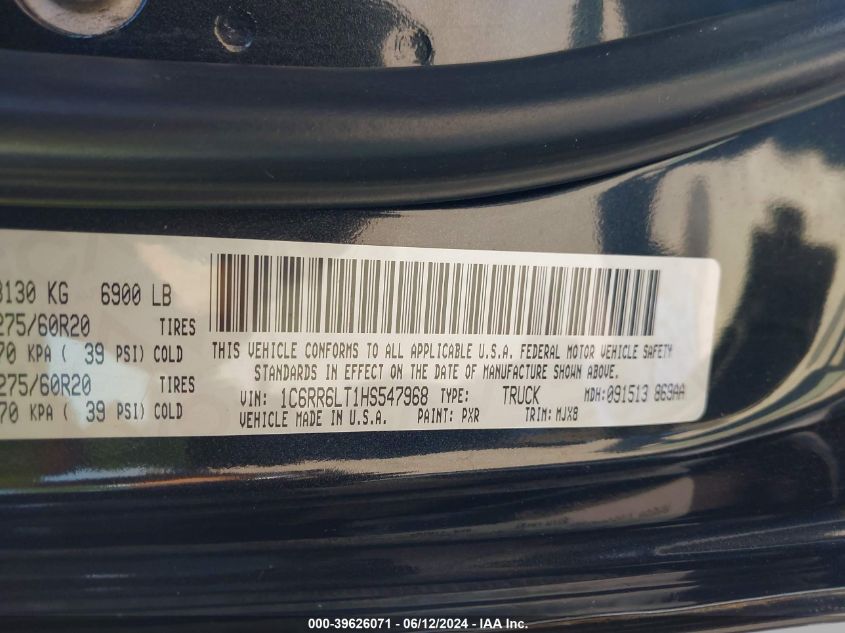 3130 KG 6900 LB
275/60R20 TIRES
70 KPA ( 39 PSI) COLD
275/60R20 TIRES
70 KPA ( 39 PSI) COLD
THIS VEHICLE CONFORMS TO ALL APPLICABLE U.S.A. FEDERAL MOTOR VEHICLE SAFETY
STANDARDS IN EFFECT ON THE DATE OF MANUFACTURE SHOWN ABOVE.
VIN: 1C6RR6LT1HS547968 TYPE: TRUCK MDH:091513 869AA
VEHICLE MADE IN U.S.A. PAINT: PXR TRIM: MJX8
000-39626071 - 06/12/2024 - IAA Inc.